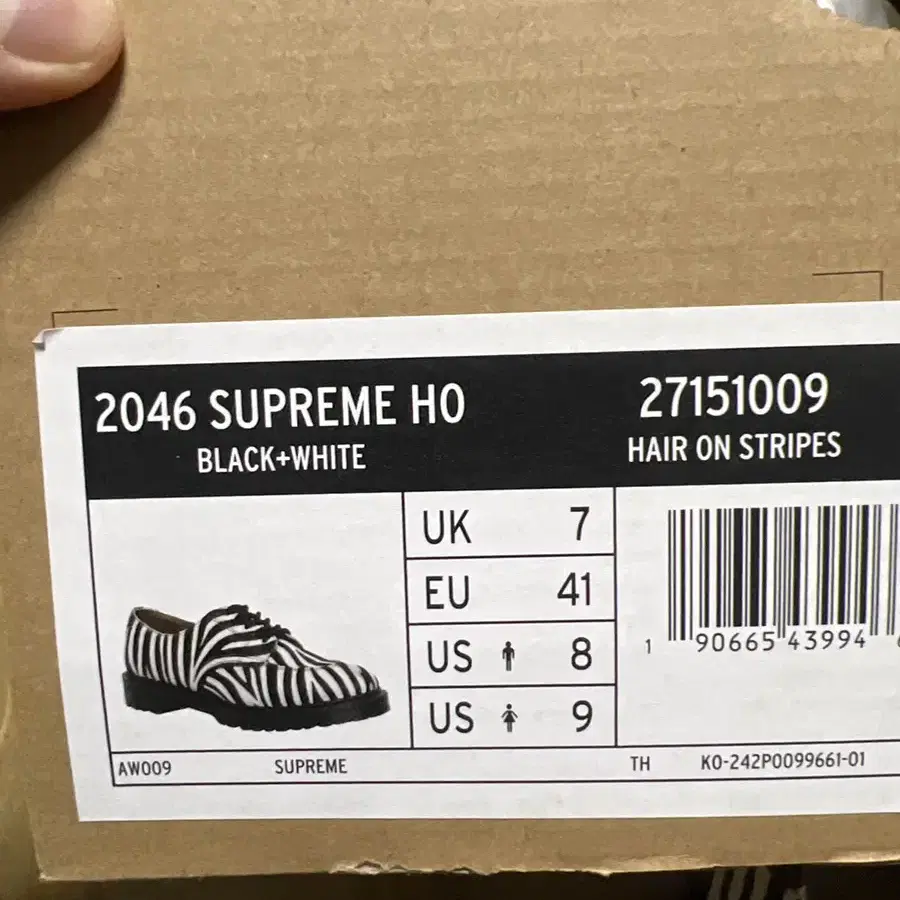 2046 SUPREME HO
BLACK+WHITE
27151009
HAIR ON STRIPES
UK 7
EU 41
US 8
US 9
1 90665 43994
AW009 SUPREME TH KO-242P0099661-01